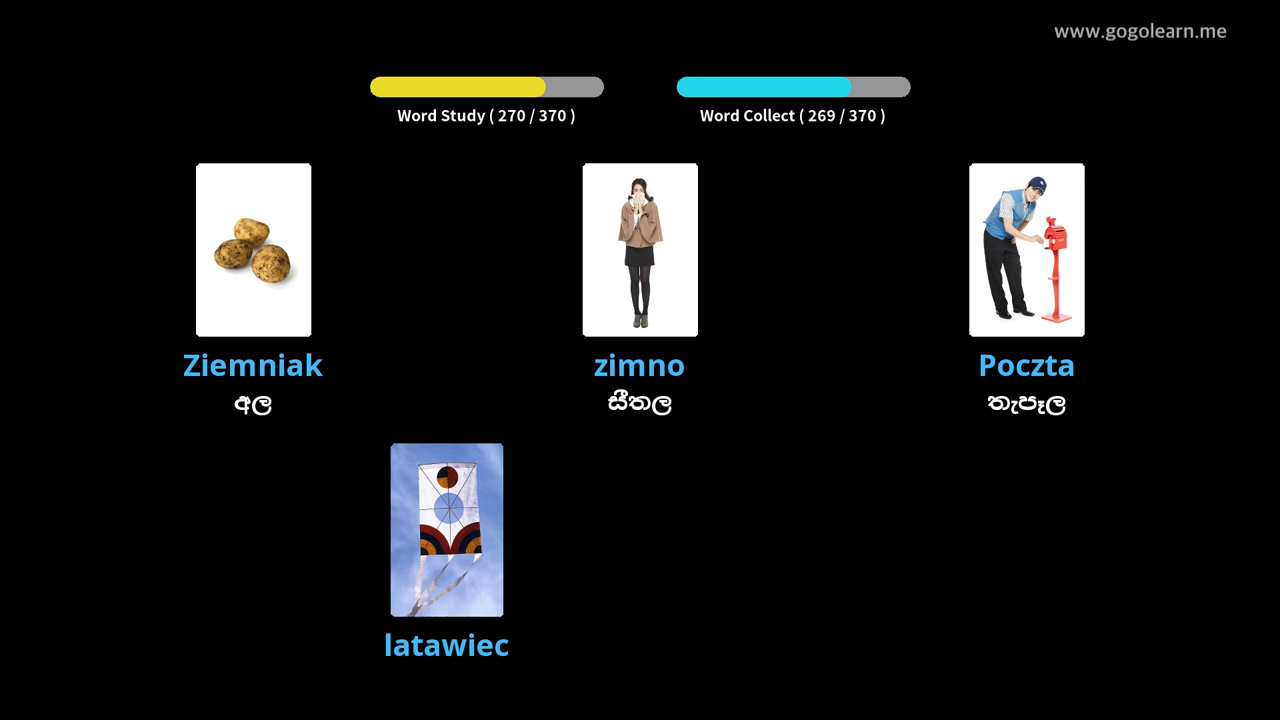 www.gogolearn.me
Word Study ( 270 / 370 )
Word Collect ( 269 / 370 )
Ziemniak
අල
zimno
සීතල
Poczta
තැපෑල
latawiec